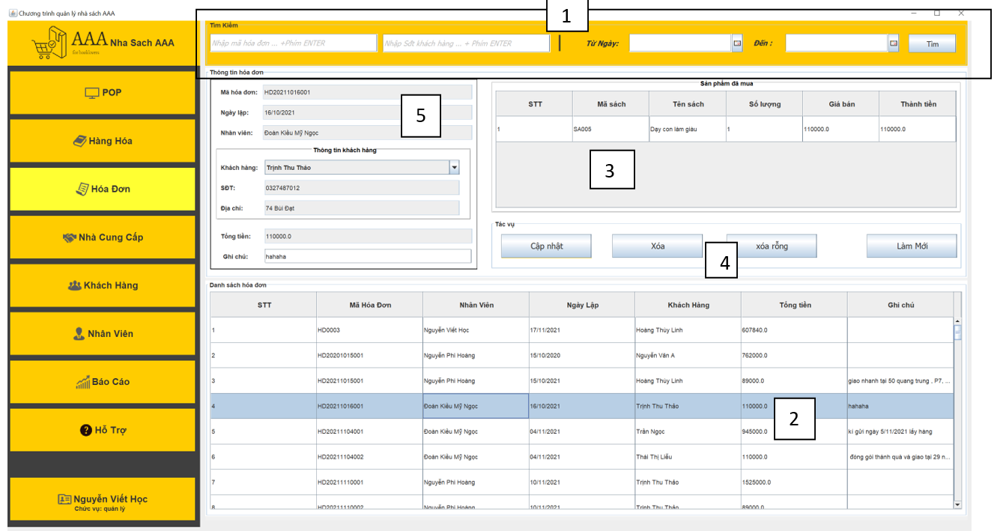 Chương trình quản lý nhà sách AAA
1
AAA Nha Sach AAA
for booklovers
Tìm Kiếm
Nhập mã hóa đơn ... +Phím ENTER
Nhập Sđt khách hàng ... + Phím ENTER
Từ Ngày:
Đến :
Tìm
POP
Hàng Hóa
Hóa Đơn
Nhà Cung Cấp
Khách Hàng
Nhân Viên
Báo Cáo
Hỗ Trợ
Nguyễn Viết Học
Chức vụ: quản lý
Thông tin hóa đơn
Mã hóa đơn: HD20211016001
Ngày lập: 16/10/2021
5
Nhân viên: Đoàn Kiều Mỹ Ngọc
Thông tin khách hàng
Khách hàng: Trịnh Thu Thảo
SĐT: 0327487012
Địa chỉ: 74 Bùi Đạt
Tổng tiền: 110000.0
Ghi chú: hahaha
Sản phẩm đã mua
STT Mã sách Tên sách Số lượng Giá bán Thành tiền
1 SA005 Dạy con làm giàu 1 110000.0 110000.0
3
Tác vụ
Cập nhật Xóa xóa rỗng Làm Mới
4
Danh sách hóa đơn
STT Mã Hóa Đơn Nhân Viên Ngày Lập Khách Hàng Tổng tiền Ghi chú
1 HD0003 Nguyễn Viết Học 17/11/2021 Hoàng Thùy Linh 607840.0
2 HD20201015001 Nguyễn Phi Hoàng 15/10/2020 Nguyễn Văn A 762000.0
3 HD20211015001 Nguyễn Phi Hoàng 15/10/2021 Hoàng Thùy Linh 89000.0 giao nhanh tại 50 quang trung , P7, ...
4 HD20211016001 Đoàn Kiều Mỹ Ngọc 16/10/2021 Trịnh Thu Thảo 110000.0 hahaha
2
5 HD20211104001 Đoàn Kiều Mỹ Ngọc 04/11/2021 Trần Ngọc 945000.0 kí gửi ngày 5/11/2021 lấy hàng
6 HD20211104002 Đoàn Kiều Mỹ Ngọc 04/11/2021 Thái Thị Liễu 110000.0 đóng gói thành quà và giao tại 29 n...
7 HD20211110001 Nguyễn Phi Hoàng 10/11/2021 Trịnh Thu Thảo 1525000.0
8 HD20211110002 Nguyễn Phi Hoàng 10/11/2021 Trịnh Thu Thảo 89000.0